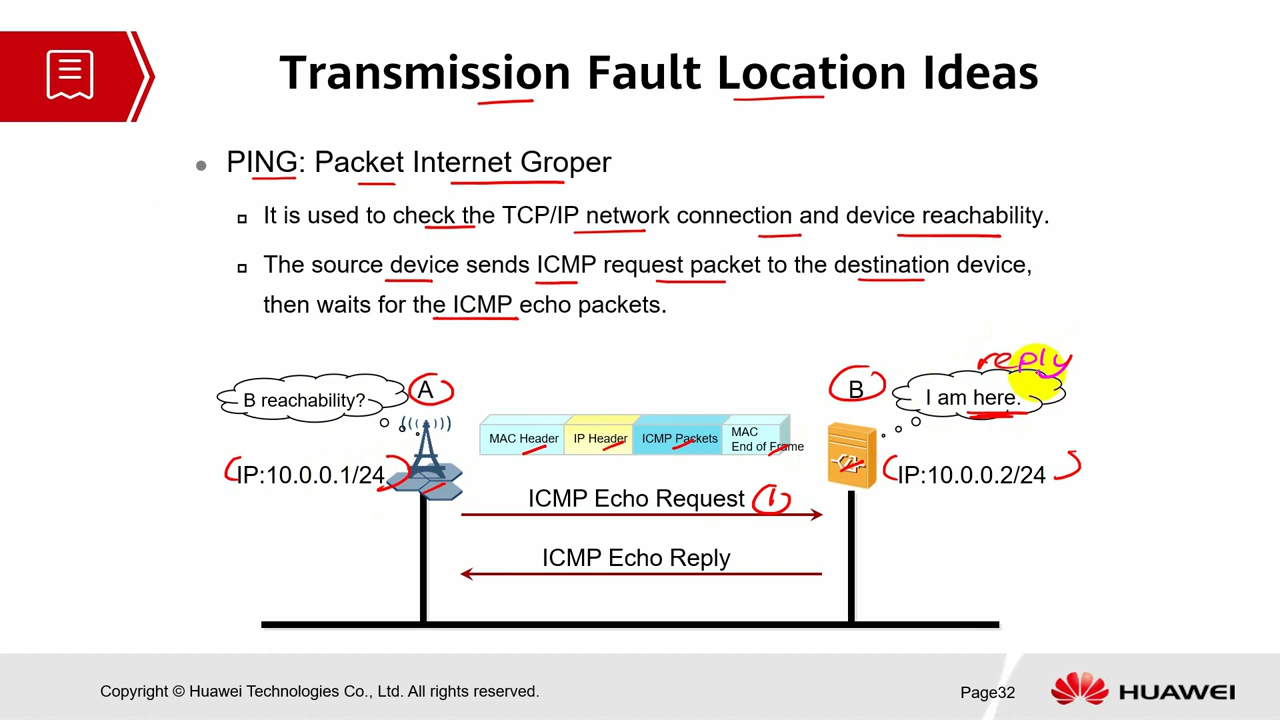 Transmission Fault Location Ideas
PING: Packet Internet Groper
It is used to check the TCP/IP network connection and device reachability.
The source device sends ICMP request packet to the destination device,
then waits for the ICMP echo packets.
reply
B reachability?
A
B
I am here.
MAC Header
IP Header
ICMP Packets
MAC
End of Frame
IP:10.0.0.1/24
IP:10.0.0.2/24
ICMP Echo Request 1
ICMP Echo Reply
Copyright © Huawei Technologies Co., Ltd. All rights reserved.
Page32
HUAWEI